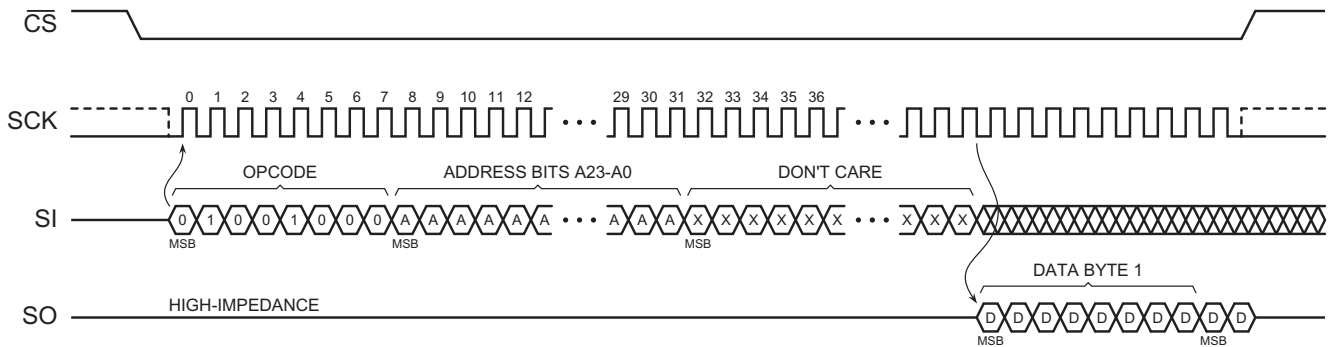 CS
SCK
0 1 2 3 4 5 6 7 8 9 10 11 12 29 30 31 32 33 34 35 36
• • • • • •
OPCODE ADDRESS BITS A23-A0 DON'T CARE
SI
0 1 0 0 1 0 0 0 A A A A A A • • • A A A X X X X X X • • • X X X
MSB MSB MSB
DATA BYTE 1
SO
HIGH-IMPEDANCE
D D D D D D D D D D
MSB MSB